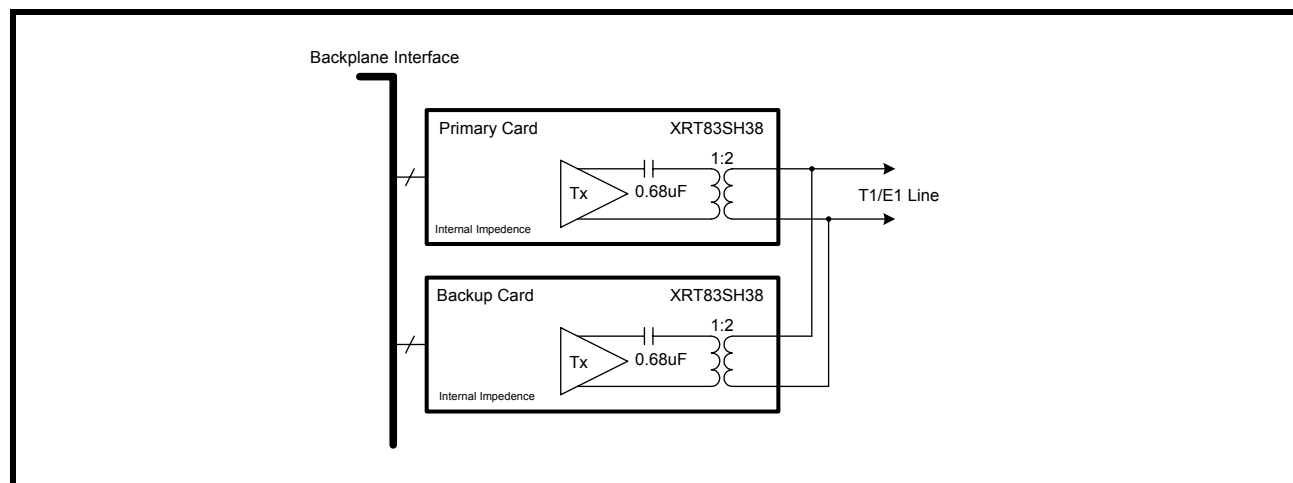 Backplane Interface
Primary Card XRT83SH38
1:2
Tx
0.68uF
Internal Impedence
T1/E1 Line
Backup Card XRT83SH38
1:2
Tx
0.68uF
Internal Impedence